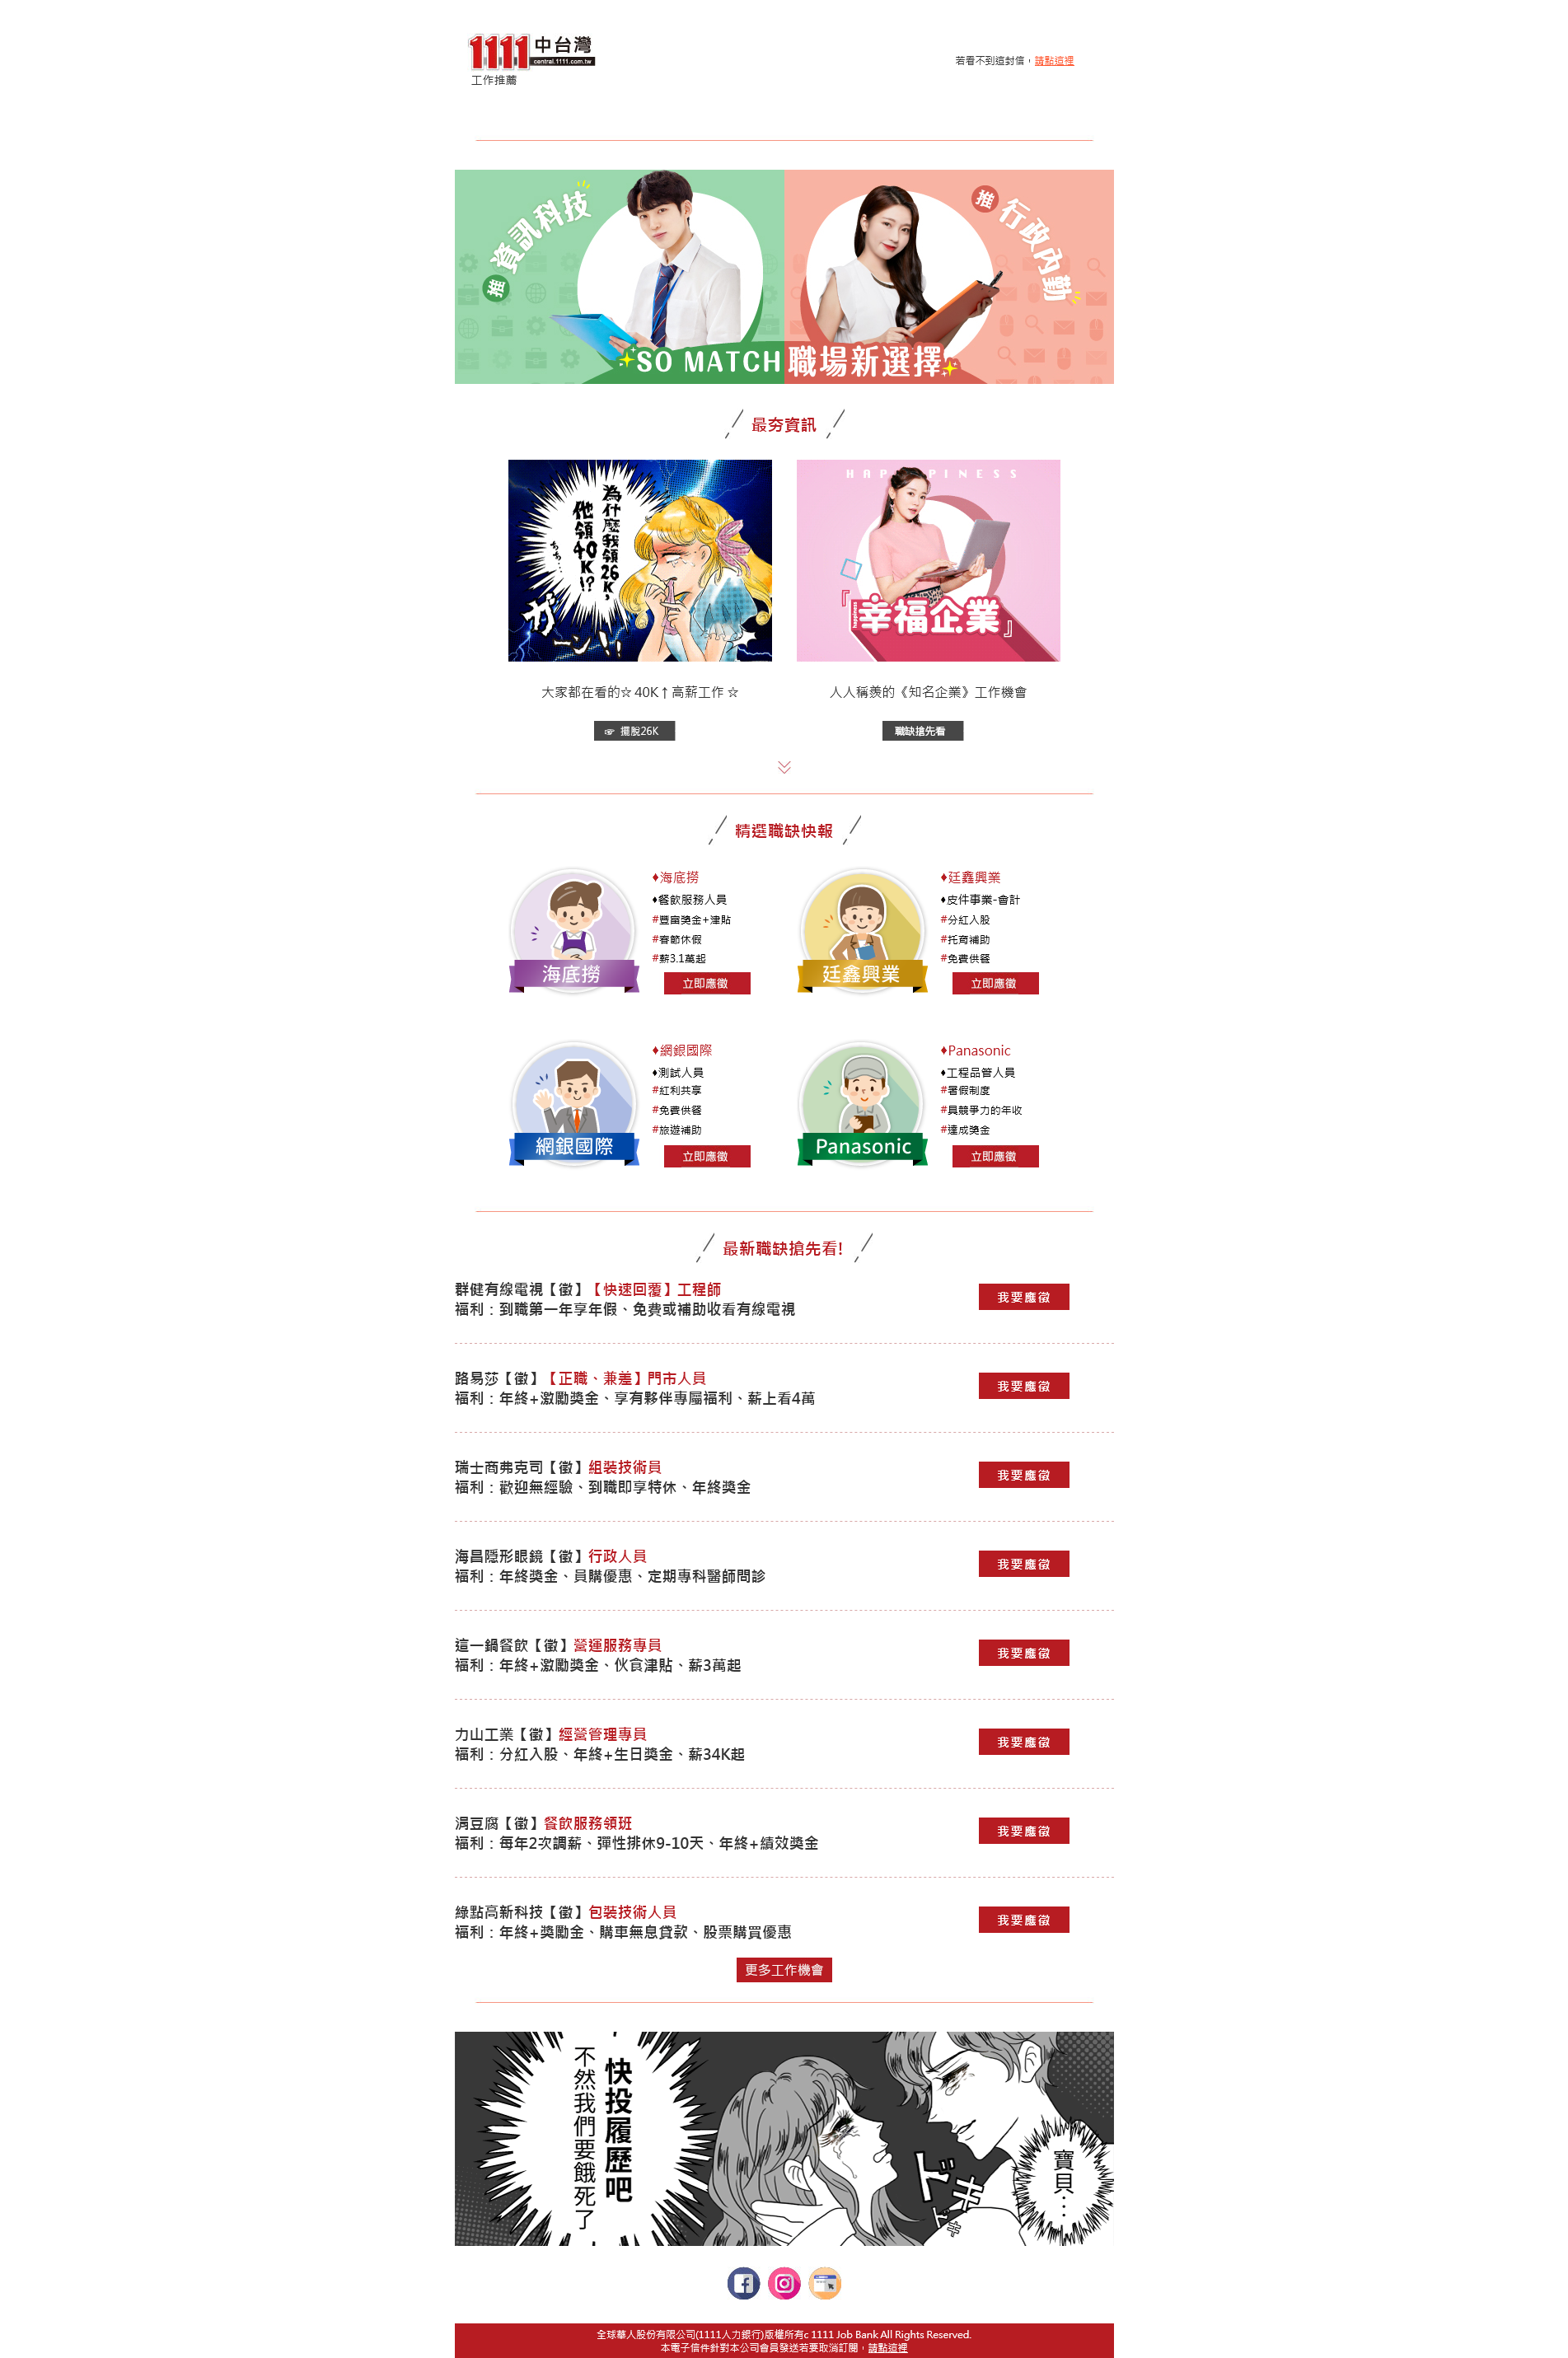 1111 中台灣
central.1111.com.tw
工作推薦
若看不到這封信，請點這裡
推 資訊科技
推 行政內勤
SO MATCH 職場新選擇
最夯資訊
為什麼我領26K,
他領40K!?
ガーン!!
HAPPINESS
『幸福企業』
happiness
大家都在看的☆ 40K↑高薪工作 ☆
人人稱羨的《知名企業》工作機會
☞ 擺脫26K
職缺搶先看
精選職缺快報
海底撈
♦海底撈
♦餐飲服務人員
#豐富獎金+津貼
#春節休假
#薪3.1萬起
立即應徵
廷鑫興業
♦廷鑫興業
♦皮件事業-會計
#分紅入股
#托育補助
#免費供餐
立即應徵
網銀國際
♦網銀國際
♦測試人員
#紅利共享
#免費供餐
#旅遊補助
立即應徵
Panasonic
♦Panasonic
♦工程品管人員
#暑假制度
#具競爭力的年收
#達成獎金
立即應徵
最新職缺搶先看!
群健有線電視【徵】【快速回覆】工程師
福利：到職第一年享年假、免費或補助收看有線電視
我要應徵
路易莎【徵】【正職、兼差】門市人員
福利：年終+激勵獎金、享有夥伴專屬福利、薪上看4萬
我要應徵
瑞士商弗克司【徵】組裝技術員
福利：歡迎無經驗、到職即享特休、年終獎金
我要應徵
海昌隱形眼鏡【徵】行政人員
福利：年終獎金、員購優惠、定期專科醫師問診
我要應徵
這一鍋餐飲【徵】營運服務專員
福利：年終+激勵獎金、伙食津貼、薪3萬起
我要應徵
力山工業【徵】經營管理專員
福利：分紅入股、年終+生日獎金、薪34K起
我要應徵
涓豆腐【徵】餐飲服務領班
福利：每年2次調薪、彈性排休9-10天、年終+績效獎金
我要應徵
綠點高新科技【徵】包裝技術人員
福利：年終+獎勵金、購車無息貸款、股票購買優惠
我要應徵
更多工作機會
快投履歷吧
不然我們要餓死了
寶貝…
ドキ
ドキ
全球華人股份有限公司(1111人力銀行)版權所有c 1111 Job Bank All Rights Reserved.
本電子信件針對本公司會員發送若要取消訂閱，請點這裡